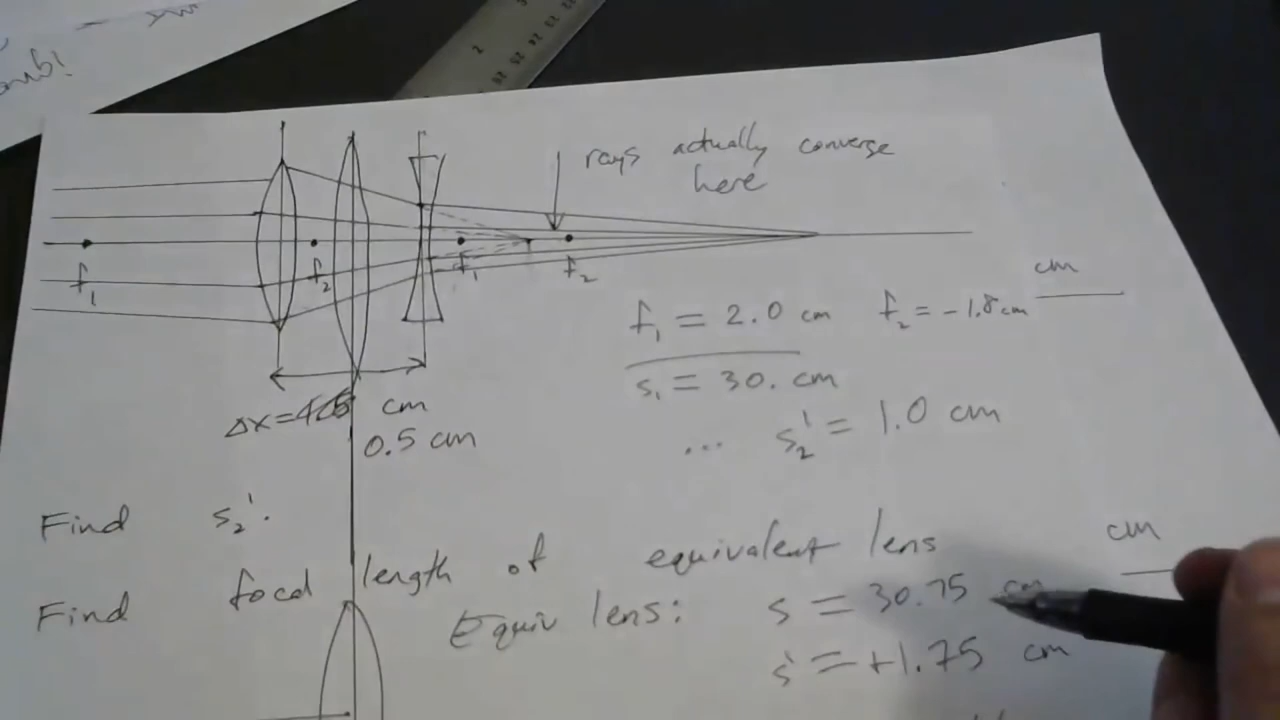 rays actually converge
here
f₁
f₂
f₁
f₂
cm
f₁ = 2.0 cm f₂ = -1.8 cm
s₁ = 30. cm
Δx = cm
0.5 cm
... s₂' = 1.0 cm
Find s₂'.
Find focal length of equivalent lens
cm
Equiv lens: s = 30.75 cm
s' = +1.75 cm